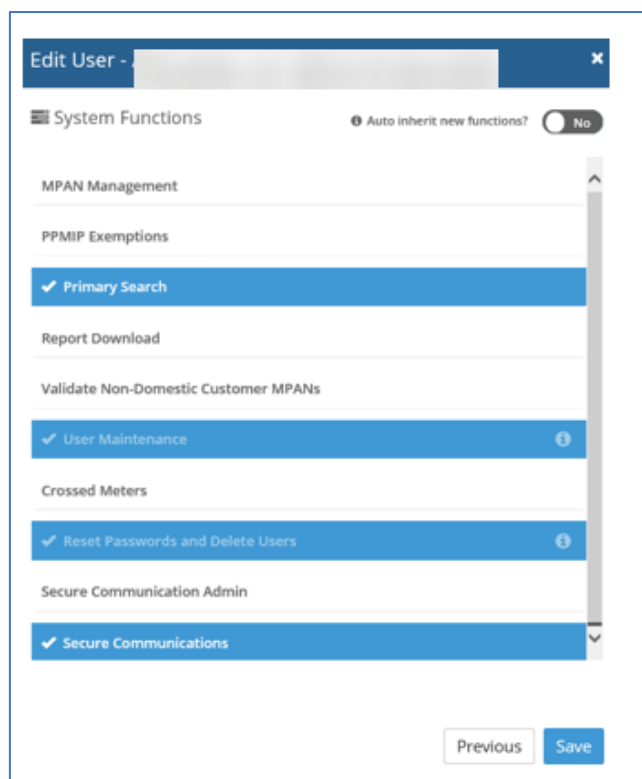 Edit User -
System Functions
Auto inherit new functions? No
MPAN Management
PPMIP Exemptions
Primary Search
Report Download
Validate Non-Domestic Customer MPANs
User Maintenance
Crossed Meters
Reset Passwords and Delete Users
Secure Communication Admin
Secure Communications
Previous Save